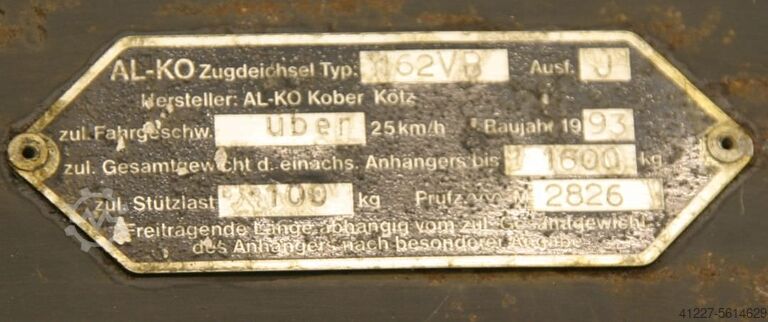 AL-KO Zugdeichsel Typ: 162VB Ausf. J
Hersteller: AL-KO Kober Kötz
zul. Fahrgeschw. über 25km/h Baujahr 1993
zul. Gesamtgewicht d. einachs. Anhängers bis 1600 kg
zul. Stützlast 100 kg Prüfz. M 2826
Freitragende Länge abhängig vom zul. Gesamtgewicht
des Anhängers nach besonderer Angabe
41227-5614629